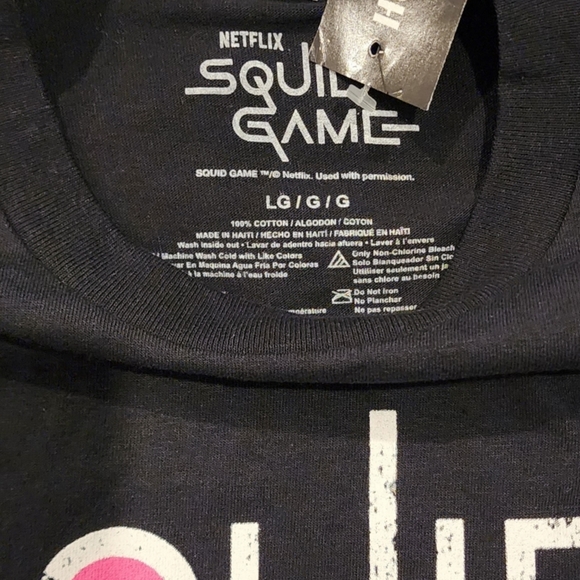 H
NETFLIX
SQUID
GAME
SQUID GAME ™/© Netflix. Used with permission.
LG / G / G
100% COTTON / ALGODON / COTON
MADE IN HAITI / HECHO EN HAITÍ / FABRIQUÉ EN HAÏTI
Wash inside out • Lavar de adentro hacia afuera • Laver à l'envers
Machine Wash Cold with Like Colors
en Maquina Agua Fria Por Colores
à la machine à l'eau froide
Only Non-Chlorine Bleach
Solo Blanqueador Sin
Utiliser seulement un
sans chlore au besoin
Do Not Iron
No Planchar
Ne pas repasser